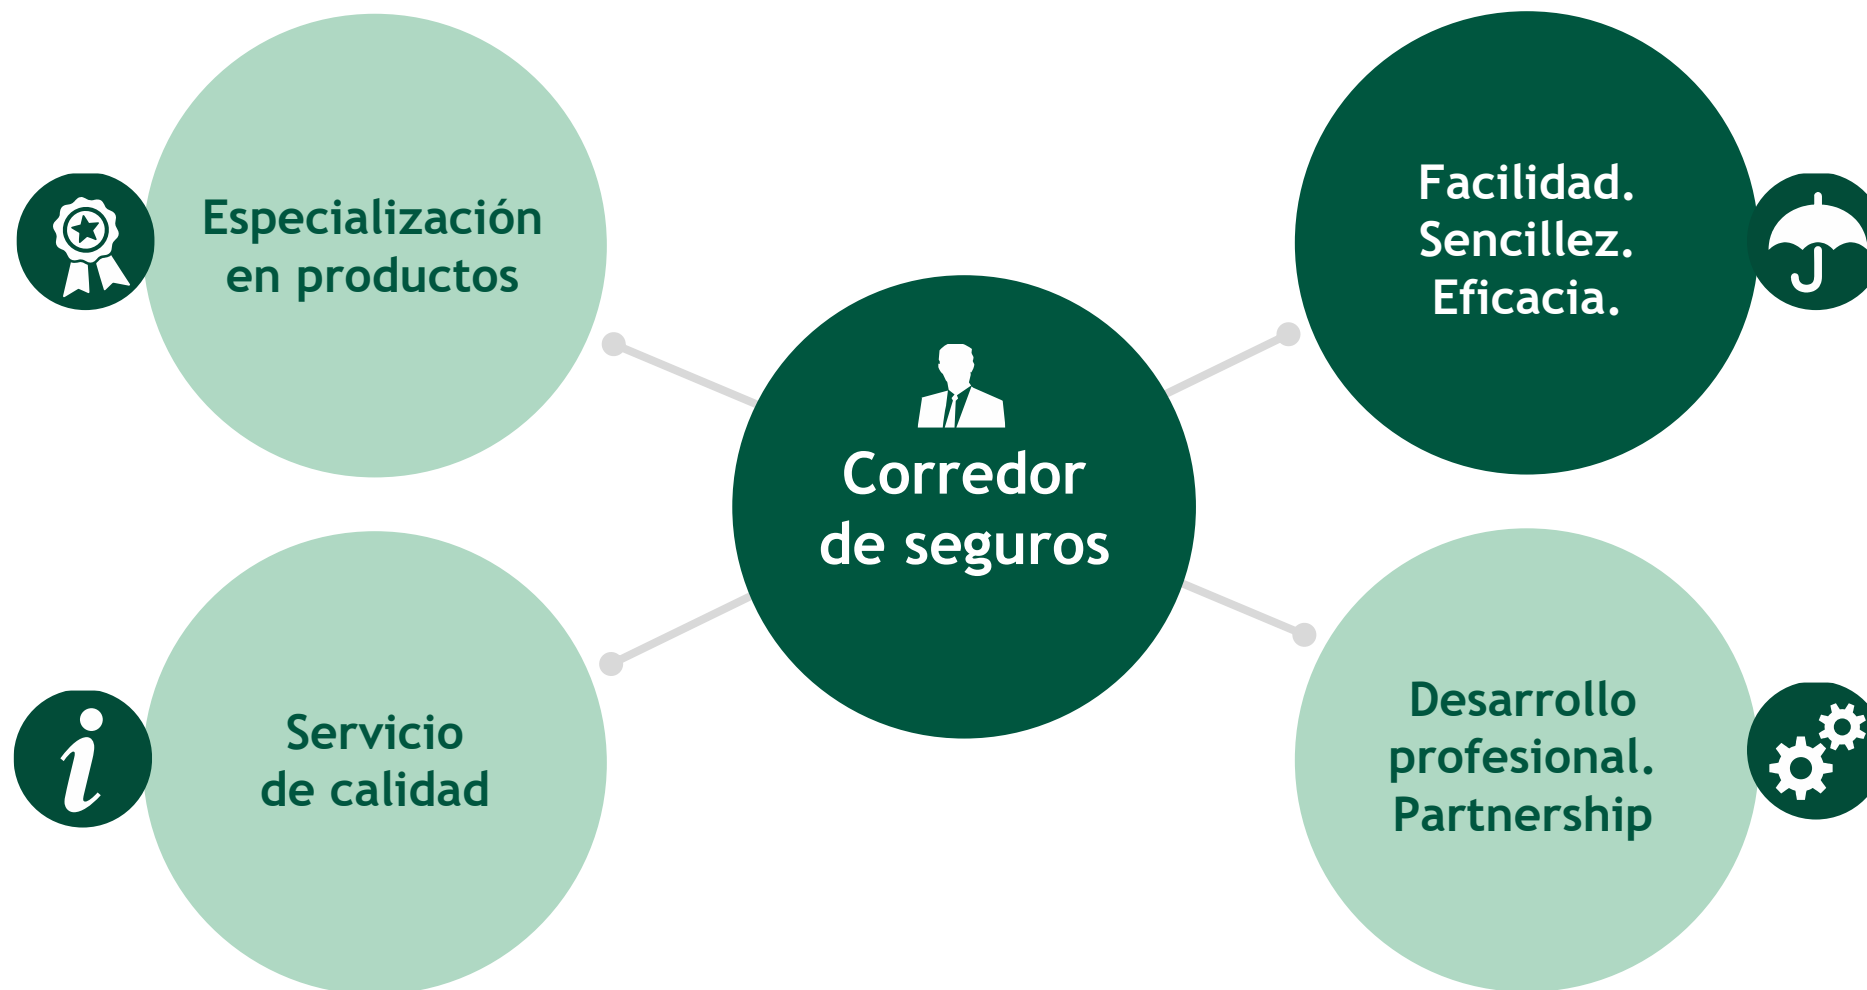 Especialización
en productos
Facilidad.
Sencillez.
Eficacia.
Corredor
de seguros
Servicio
de calidad
Desarrollo
profesional.
Partnership